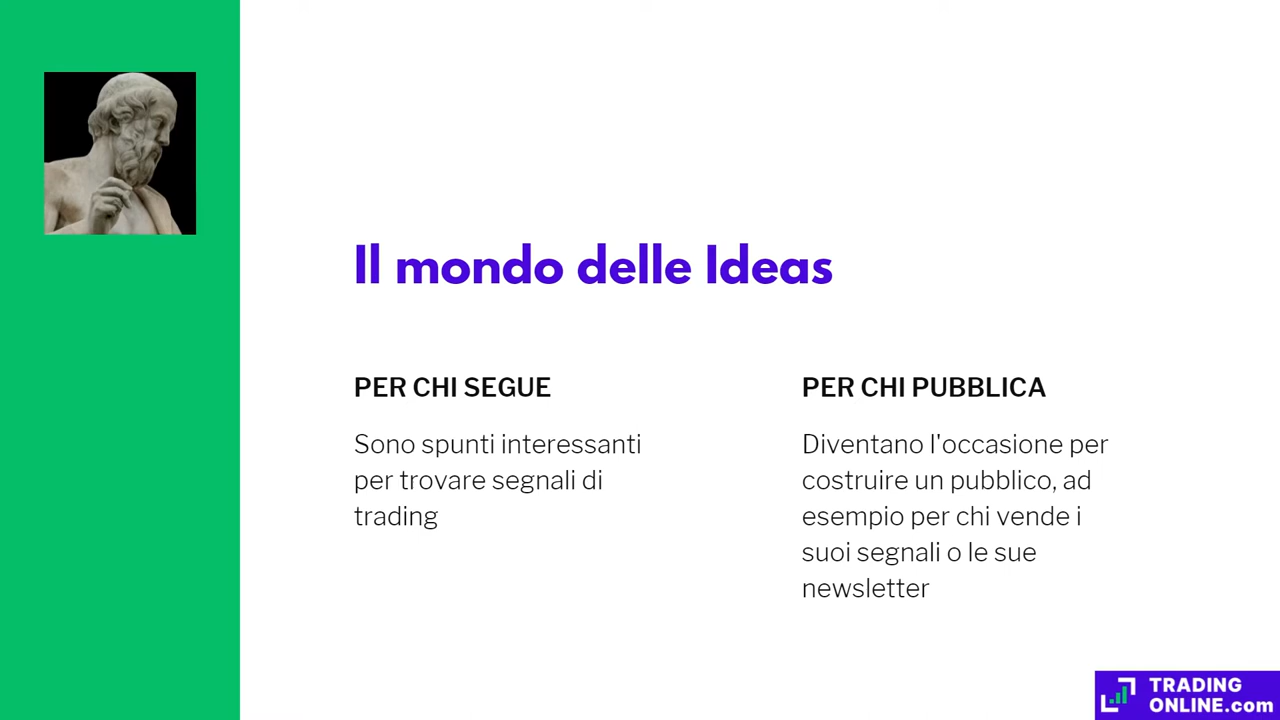 Il mondo delle Ideas
PER CHI SEGUE
Sono spunti interessanti
per trovare segnali di
trading
PER CHI PUBBLICA
Diventano l'occasione per
costruire un pubblico, ad
esempio per chi vende i
suoi segnali o le sue
newsletter
TRADING
ONLINE.com